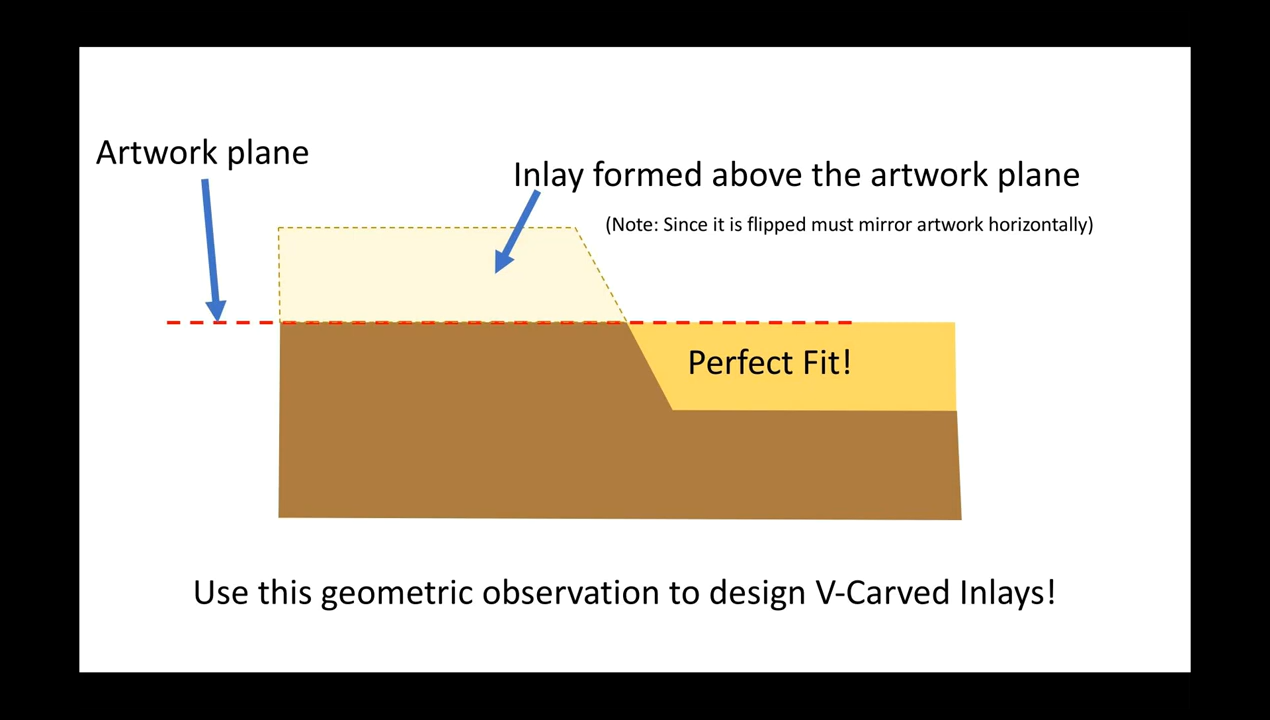 Artwork plane
Inlay formed above the artwork plane
(Note: Since it is flipped must mirror artwork horizontally)
Perfect Fit!
Use this geometric observation to design V-Carved Inlays!